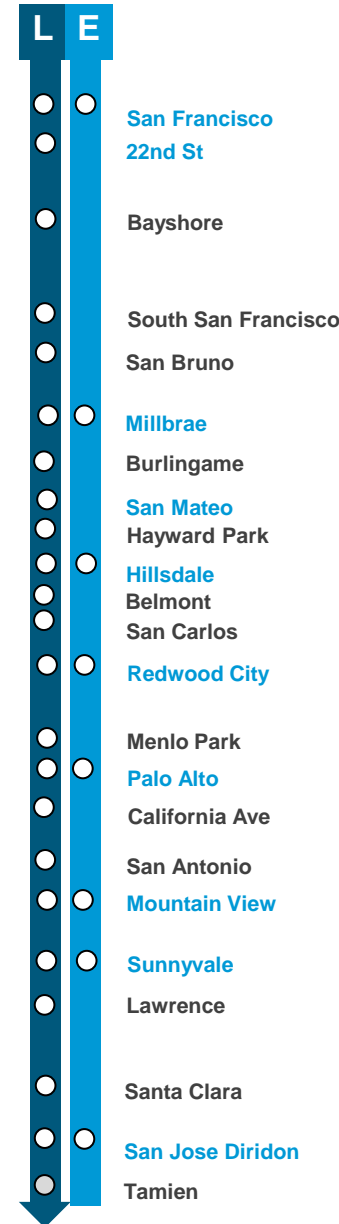 L E
San Francisco
22nd St
Bayshore
South San Francisco
San Bruno
Millbrae
Burlingame
San Mateo
Hayward Park
Hillsdale
Belmont
San Carlos
Redwood City
Menlo Park
Palo Alto
California Ave
San Antonio
Mountain View
Sunnyvale
Lawrence
Santa Clara
San Jose Diridon
Tamien